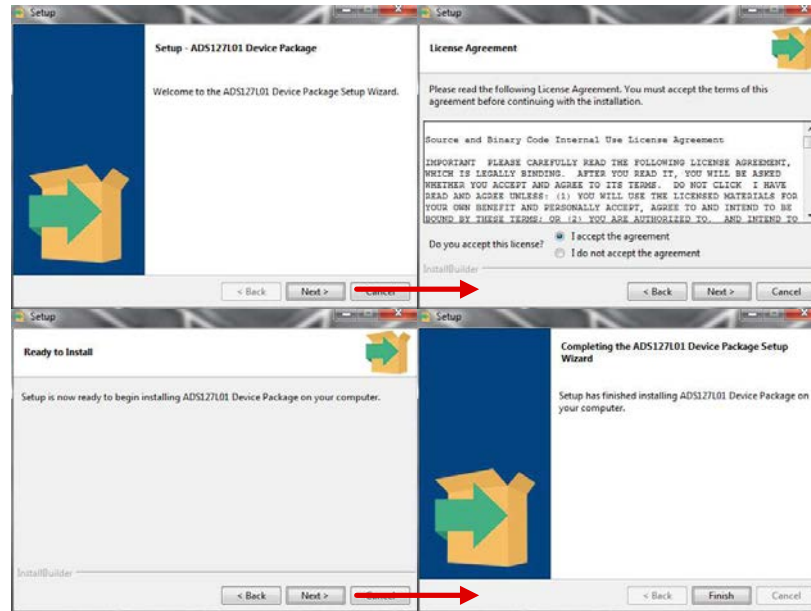 Setup
Setup - ADS127L01 Device Package
Welcome to the ADS127L01 Device Package Setup Wizard.
< Back Next > Cancel
Setup
License Agreement
Please read the following License Agreement. You must accept the terms of this
agreement before continuing with the installation.
Source and Binary Code Internal Use License Agreement
IMPORTANT PLEASE CAREFULLY READ THE FOLLOWING LICENSE AGREEMENT,
WHICH IS LEGALLY BINDING. AFTER YOU READ IT, YOU WILL BE ASKED
WHETHER YOU ACCEPT AND AGREE TO ITS TERMS. DO NOT CLICK I HAVE
READ AND AGREE UNLESS: (1) YOU WILL USE THE LICENSED MATERIALS FOR
YOUR OWN BENEFIT AND PERSONALLY ACCEPT, AGREE TO AND INTEND TO BE
BOUND BY THESE TERMS; OR (2) YOU ARE AUTHORIZED TO, AND INTEND TO
Do you accept this license?
I accept the agreement
I do not accept the agreement
InstallBuilder
< Back Next > Cancel
Setup
Ready to Install
Setup is now ready to begin installing ADS127L01 Device Package on your computer.
InstallBuilder
< Back Next > Cancel
Setup
Completing the ADS127L01 Device Package Setup
Wizard
Setup has finished installing ADS127L01 Device Package on
your computer.
< Back Finish Cancel